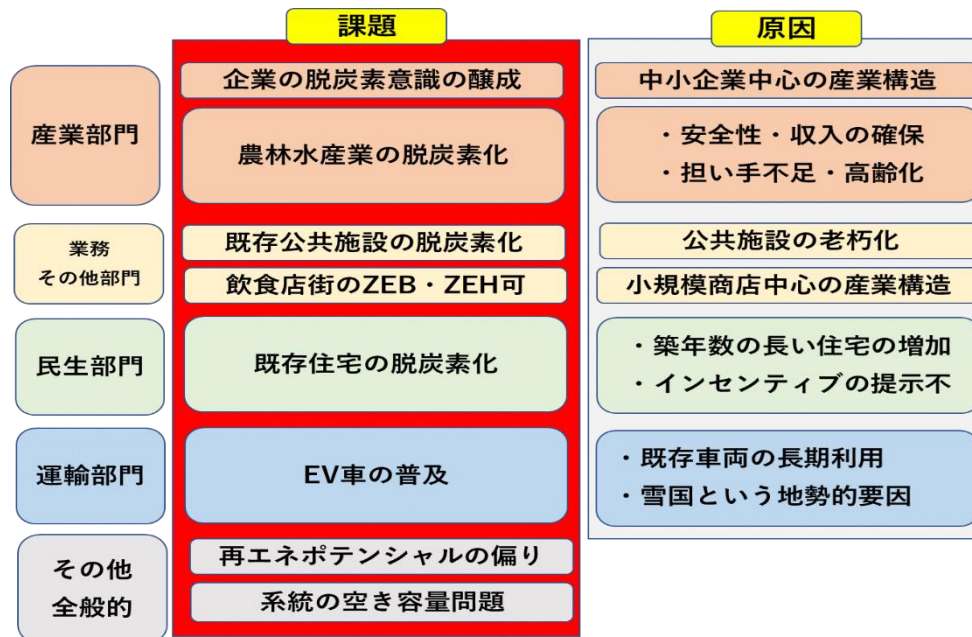 課題
原因
産業部門
企業の脱炭素意識の醸成
中小企業中心の産業構造
農林水産業の脱炭素化
・安全性・収入の確保
・担い手不足・高齢化
業務
その他部門
既存公共施設の脱炭素化
公共施設の老朽化
飲食店街のZEB・ZEH可
小規模商店中心の産業構造
民生部門
既存住宅の脱炭素化
・築年数の長い住宅の増加
・インセンティブの提示不
運輸部門
EV車の普及
・既存車両の長期利用
・雪国という地勢的要因
その他
全般的
再エネポテンシャルの偏り
系統の空き容量問題